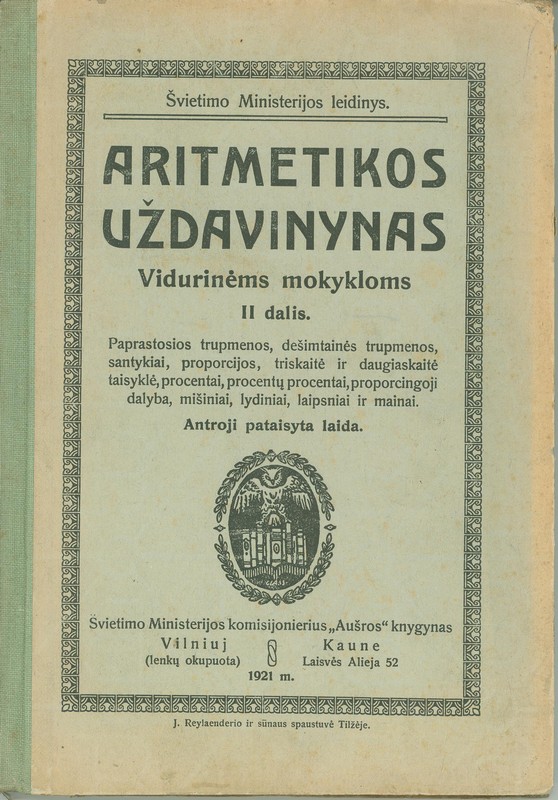 Švietimo Ministerijos leidinys.
ARITMETIKOS
UŽDAVINYNAS
Vidurinėms mokykloms
II dalis.
Paprastosios trupmenos, dešimtainės trupmenos,
santykiai, proporcijos, triskaitė ir daugiaskaitė
taisyklė, procentai, procentų procentai, proporcingoji
dalyba, mišiniai, lydiniai, laipsniai ir mainai.
Antroji pataisyta laida.
Švietimo Ministerijos komisijonierius „Aušros“ knygynas
Vilniuj Kaune
(lenkų okupuota) Laisvės Alieja 52
1921 m.
J. Reylaenderio ir sūnaus spaustuvė Tilžėje.